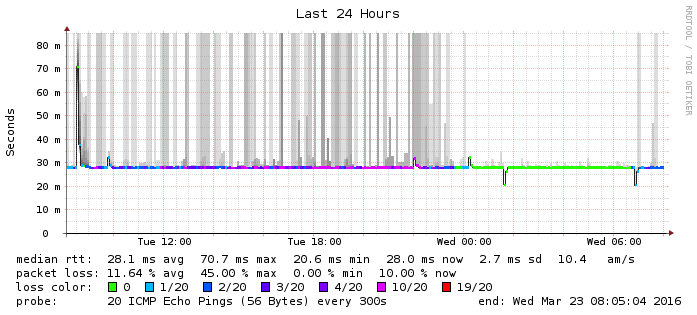 Last 24 Hours
RRDTOOL / TOBI OETIKER
Seconds
80 m
70 m
60 m
50 m
40 m
30 m
20 m
10 m
0
Tue 12:00 Tue 18:00 Wed 00:00 Wed 06:00
median rtt: 28.1 ms avg 70.7 ms max 20.6 ms min 28.0 ms now 2.7 ms sd 10.4 am/s
packet loss: 11.64 % avg 45.00 % max 0.00 % min 10.00 % now
loss color: 0 1/20 2/20 3/20 4/20 10/20 19/20
probe: 20 ICMP Echo Pings (56 Bytes) every 300s end: Wed Mar 23 08:05:04 2016